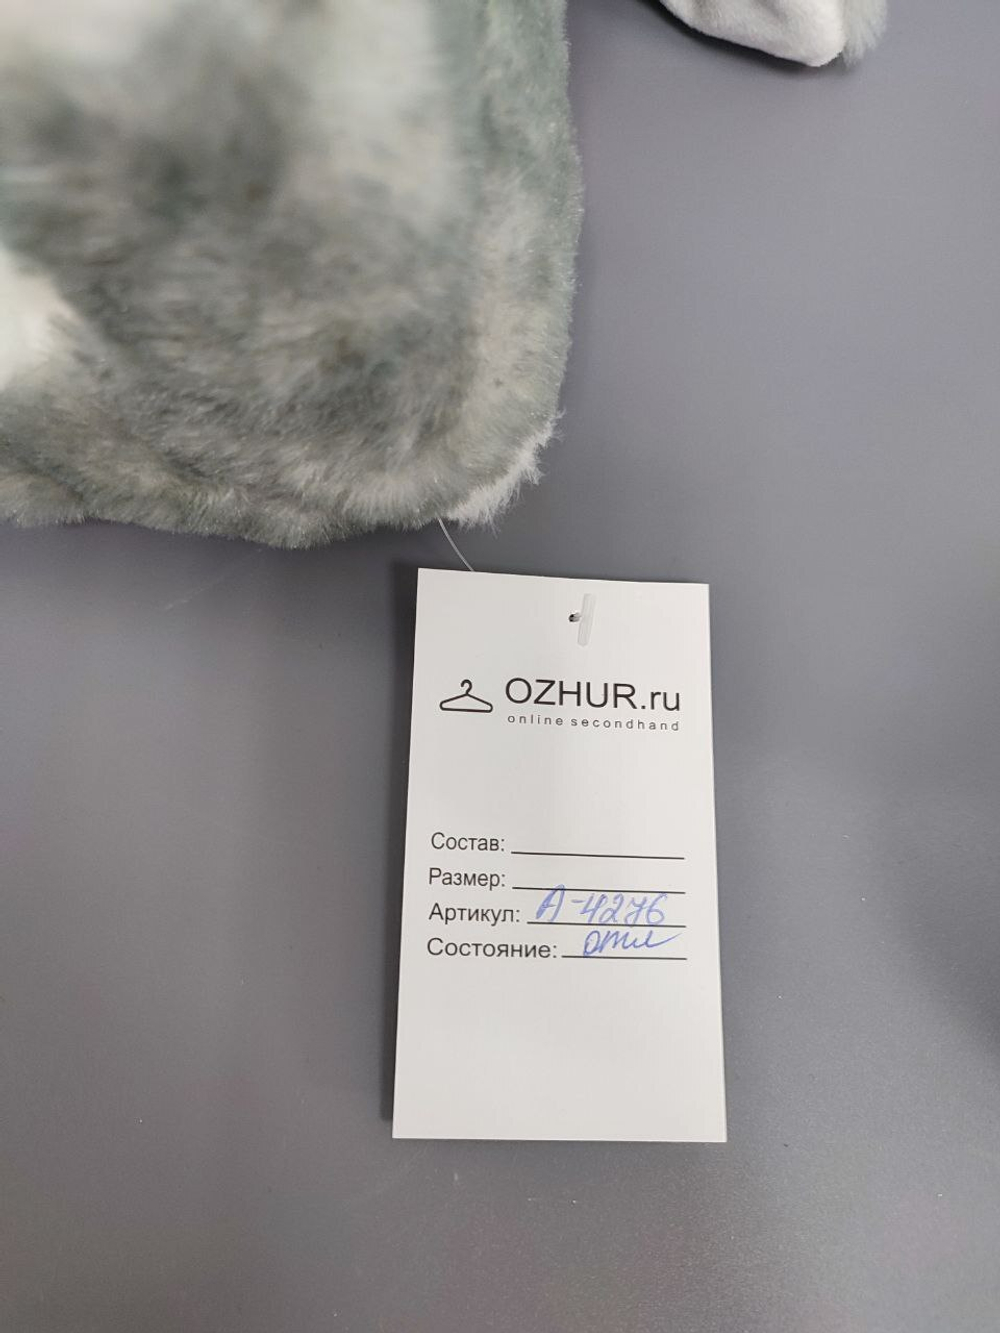 OZHUR.ru
online secondhand
Состав:
Размер:
Артикул: А-4276
Состояние: отл